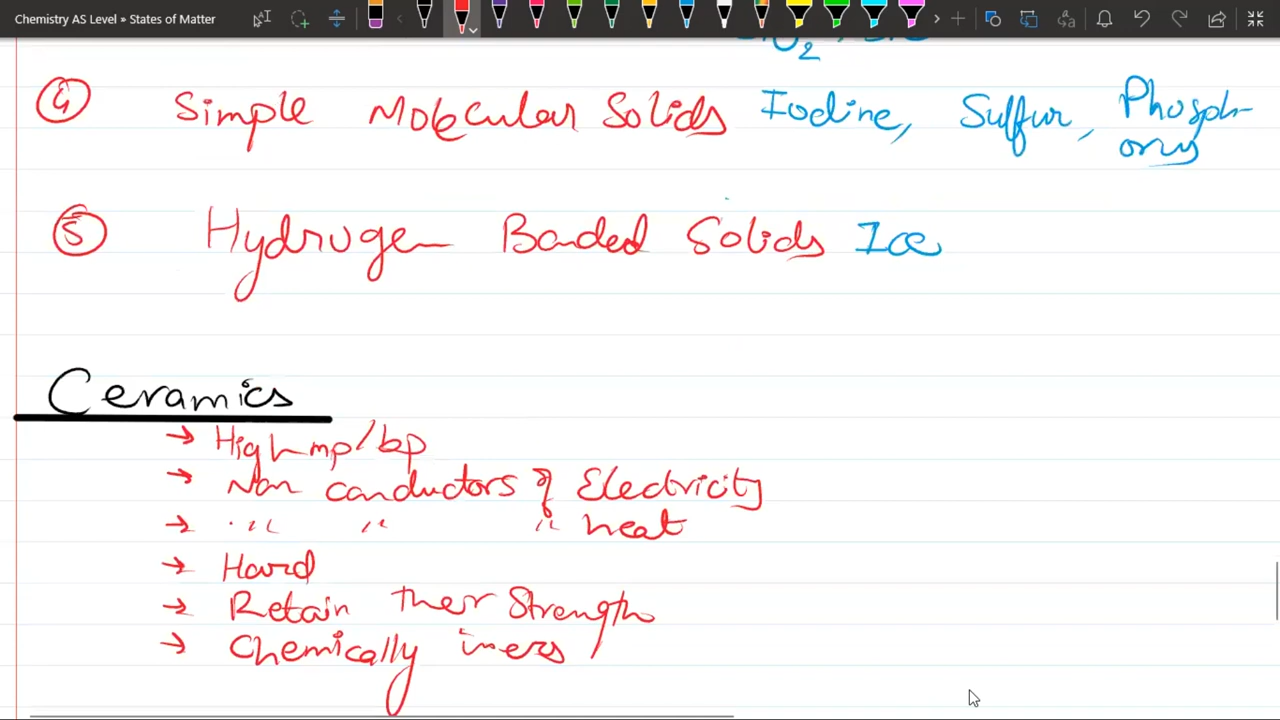 Chemistry AS Level » States of Matter
④ Simple Molecular Solids Iodine, Sulfur, Phosph-
orus
⑤ Hydrogen Bonded Solids Ice
Ceramics
→ High mp/bp
→ Non conductors of Electricity
→ " " " heat
→ Hard
→ Retain their Strength
→ Chemically iners